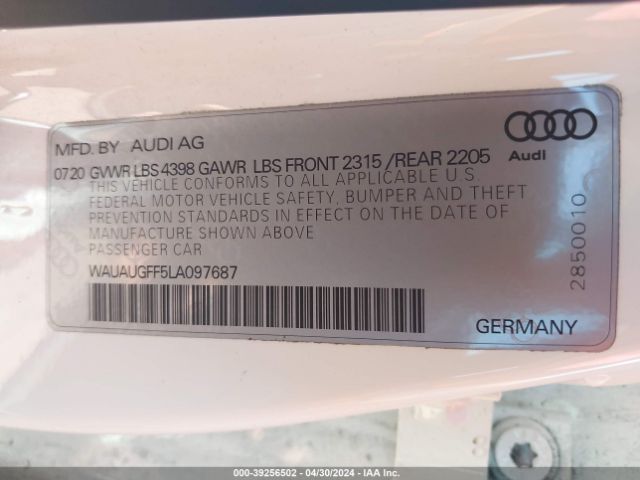 MFD. BY AUDI AG
0720 GVWR LBS 4398 GAWR LBS FRONT 2315 /REAR 2205
THIS VEHICLE CONFORMS TO ALL APPLICABLE U S
FEDERAL MOTOR VEHICLE SAFETY, BUMPER AND THEFT
PREVENTION STANDARDS IN EFFECT ON THE DATE OF
MANUFACTURE SHOWN ABOVE
PASSENGER CAR
WAUAUGFF5LA097687
Audi
2850010
GERMANY
000-39256502 - 04/30/2024 - IAA Inc.